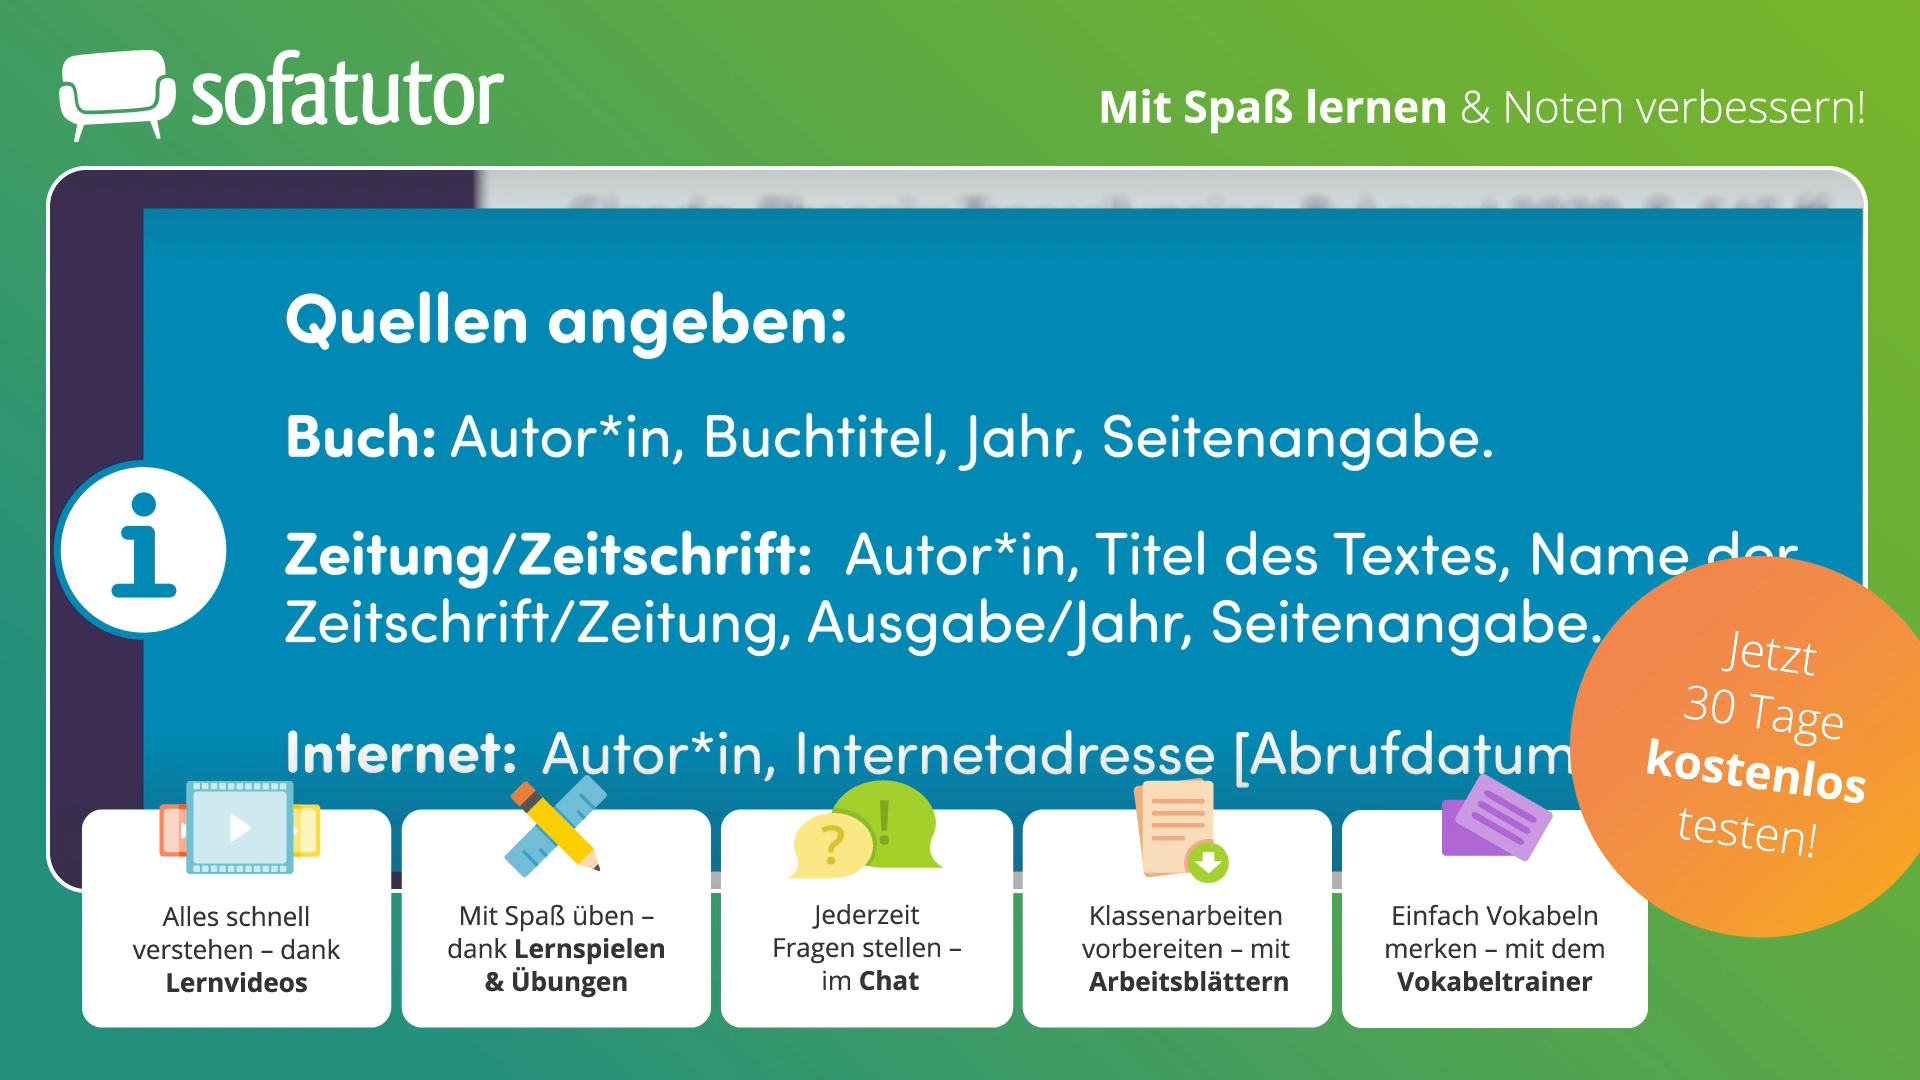 sofatutor
Mit Spaß lernen & Noten verbessern!
Quellen angeben:
Buch: Autor*in, Buchtitel, Jahr, Seitenangabe.
Zeitung/Zeitschrift: Autor*in, Titel des Textes, Name der
Zeitschrift/Zeitung, Ausgabe/Jahr, Seitenangabe.
Internet: Autor*in, Internetadresse [Abrufdatum
Jetzt
30 Tage
kostenlos
testen!
Alles schnell
verstehen – dank
Lernvideos
Mit Spaß üben –
dank Lernspielen
& Übungen
? !
Jederzeit
Fragen stellen –
im Chat
Klassenarbeiten
vorbereiten – mit
Arbeitsblättern
Einfach Vokabeln
merken – mit dem
Vokabeltrainer